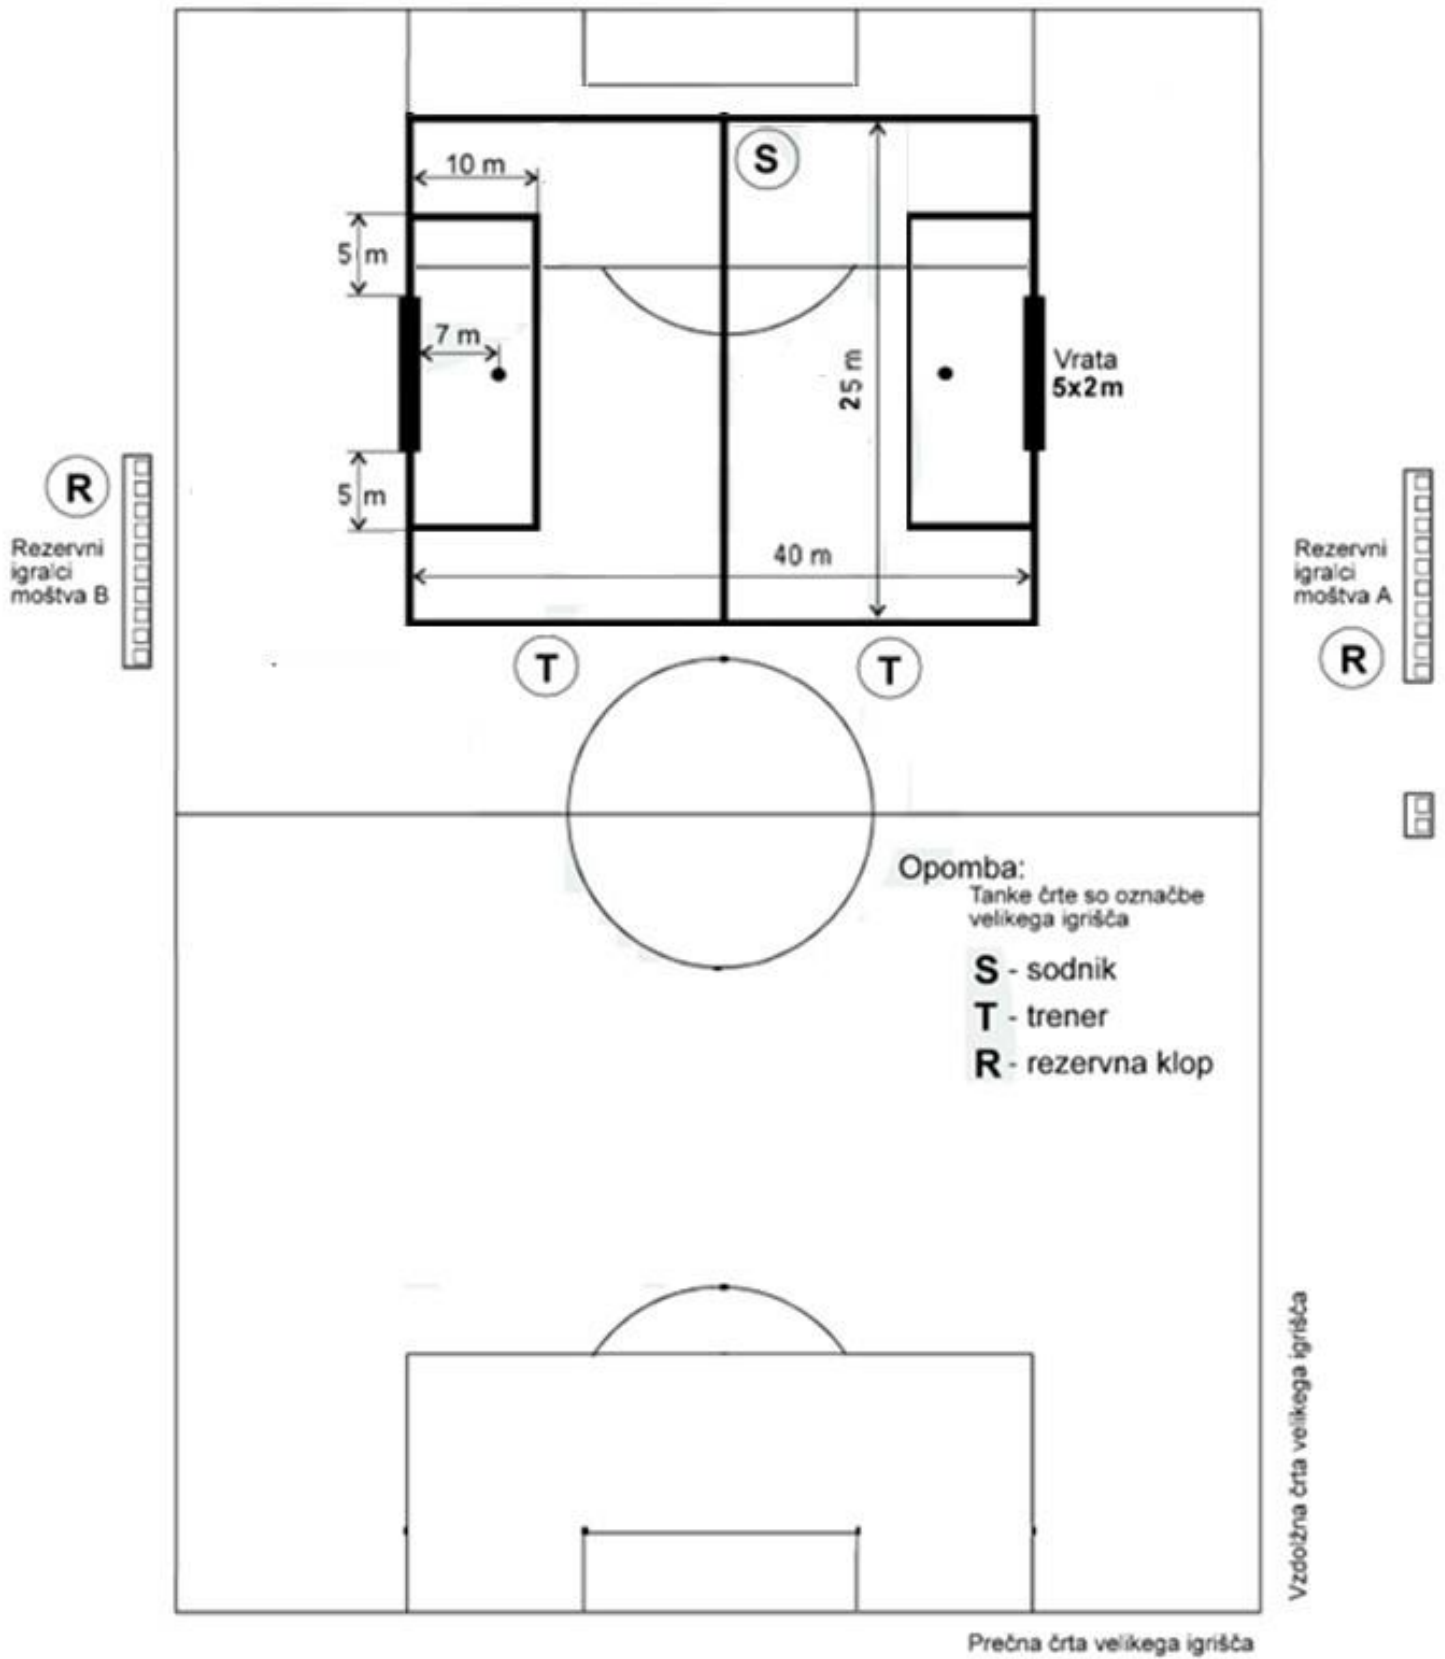 S
10 m
5 m
7 m
25 m
Vrata
5x2m
5 m
40 m
R
Rezervni
igralci
moštva B
Rezervni
igralci
moštva A
R
T
T
Opomba:
Tanke črte so označbe
velikega igrišča
S - sodnik
T - trener
R - rezervna klop
Vzdolžna črta velikega igrišča
Prečna črta velikega igrišča